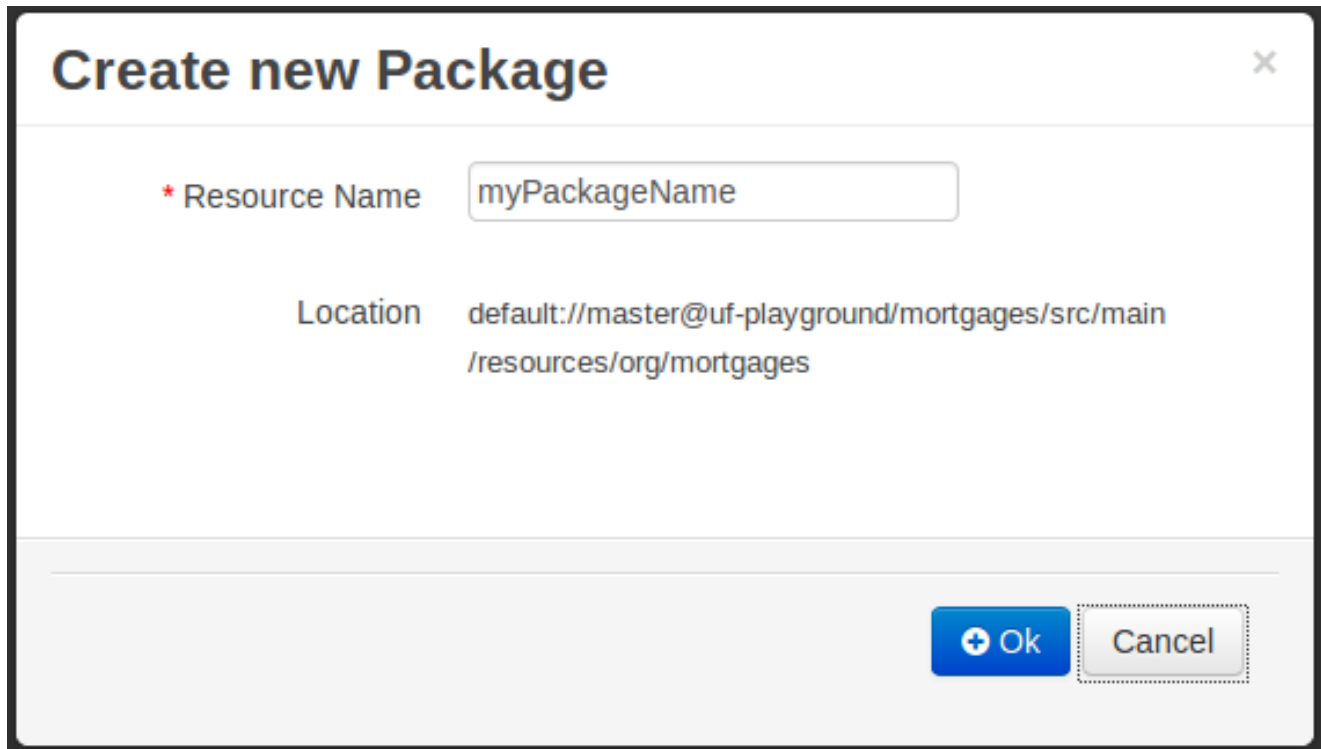 Create new Package ×
* Resource Name myPackageName
Location default://master@uf-playground/mortgages/src/main
/resources/org/mortgages
Ok Cancel